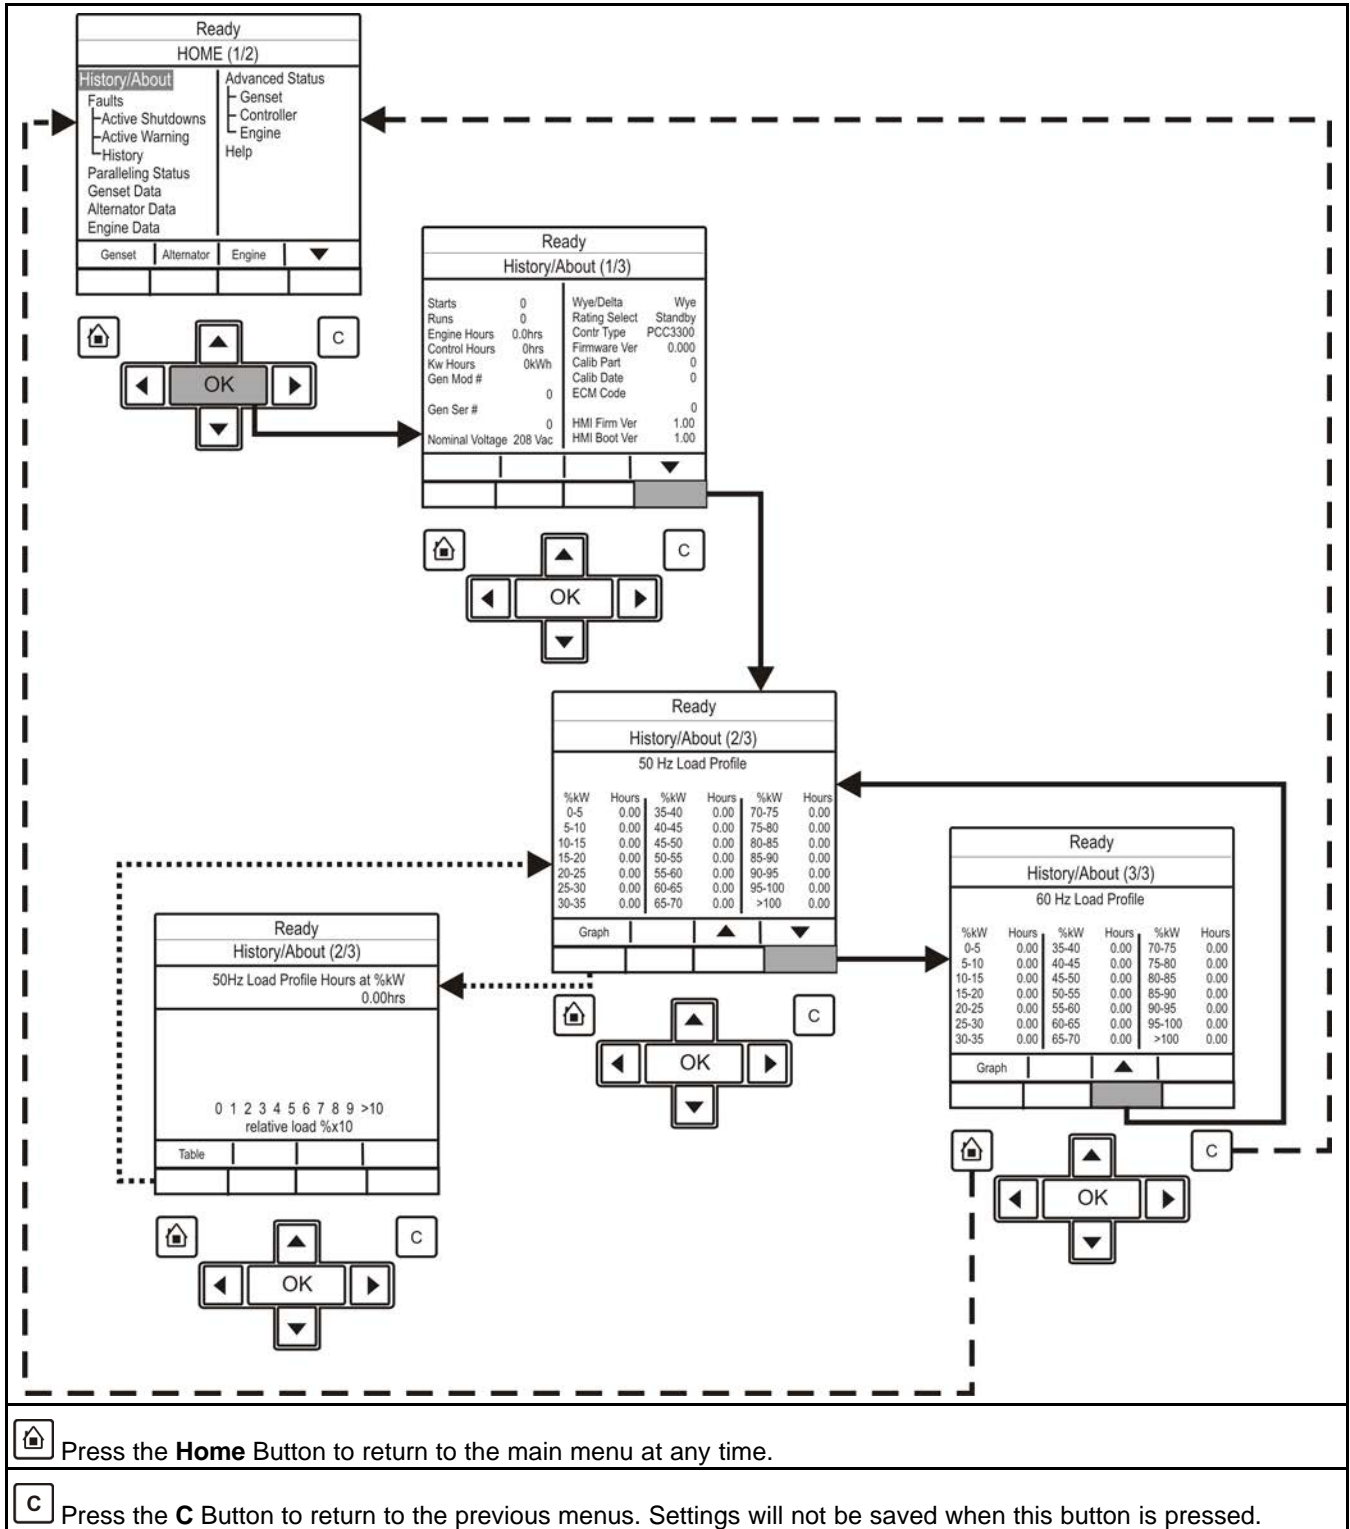 Ready
HOME (1/2)
History/About
Faults
Active Shutdowns
Active Warning
History
Paralleling Status
Genset Data
Alternator Data
Engine Data
Advanced Status
Genset
Controller
Engine
Help
Genset Alternator Engine
C
OK
Ready
History/About (1/3)
Starts 0
Runs 0
Engine Hours 0.0hrs
Control Hours 0hrs
Kw Hours 0kWh
Gen Mod #
0
Gen Ser #
0
Nominal Voltage 208 Vac
Wye/Delta Wye
Rating Select Standby
Contr Type PCC3300
Firmware Ver 0.000
Calib Part 0
Calib Date 0
ECM Code
0
HMI Firm Ver 1.00
HMI Boot Ver 1.00
C
OK
Ready
History/About (2/3)
50 Hz Load Profile
%kW Hours %kW Hours %kW Hours
0-5 0.00 35-40 0.00 70-75 0.00
5-10 0.00 40-45 0.00 75-80 0.00
10-15 0.00 45-50 0.00 80-85 0.00
15-20 0.00 50-55 0.00 85-90 0.00
20-25 0.00 55-60 0.00 90-95 0.00
25-30 0.00 60-65 0.00 95-100 0.00
30-35 0.00 65-70 0.00 >100 0.00
Graph
C
OK
Ready
History/About (3/3)
60 Hz Load Profile
%kW Hours %kW Hours %kW Hours
0-5 0.00 35-40 0.00 70-75 0.00
5-10 0.00 40-45 0.00 75-80 0.00
10-15 0.00 45-50 0.00 80-85 0.00
15-20 0.00 50-55 0.00 85-90 0.00
20-25 0.00 55-60 0.00 90-95 0.00
25-30 0.00 60-65 0.00 95-100 0.00
30-35 0.00 65-70 0.00 >100 0.00
Graph
C
OK
Ready
History/About (2/3)
50Hz Load Profile Hours at %kW
0.00hrs
0 1 2 3 4 5 6 7 8 9 >10
relative load %x10
Table
C
OK
Press the Home Button to return to the main menu at any time.
C Press the C Button to return to the previous menus. Settings will not be saved when this button is pressed.